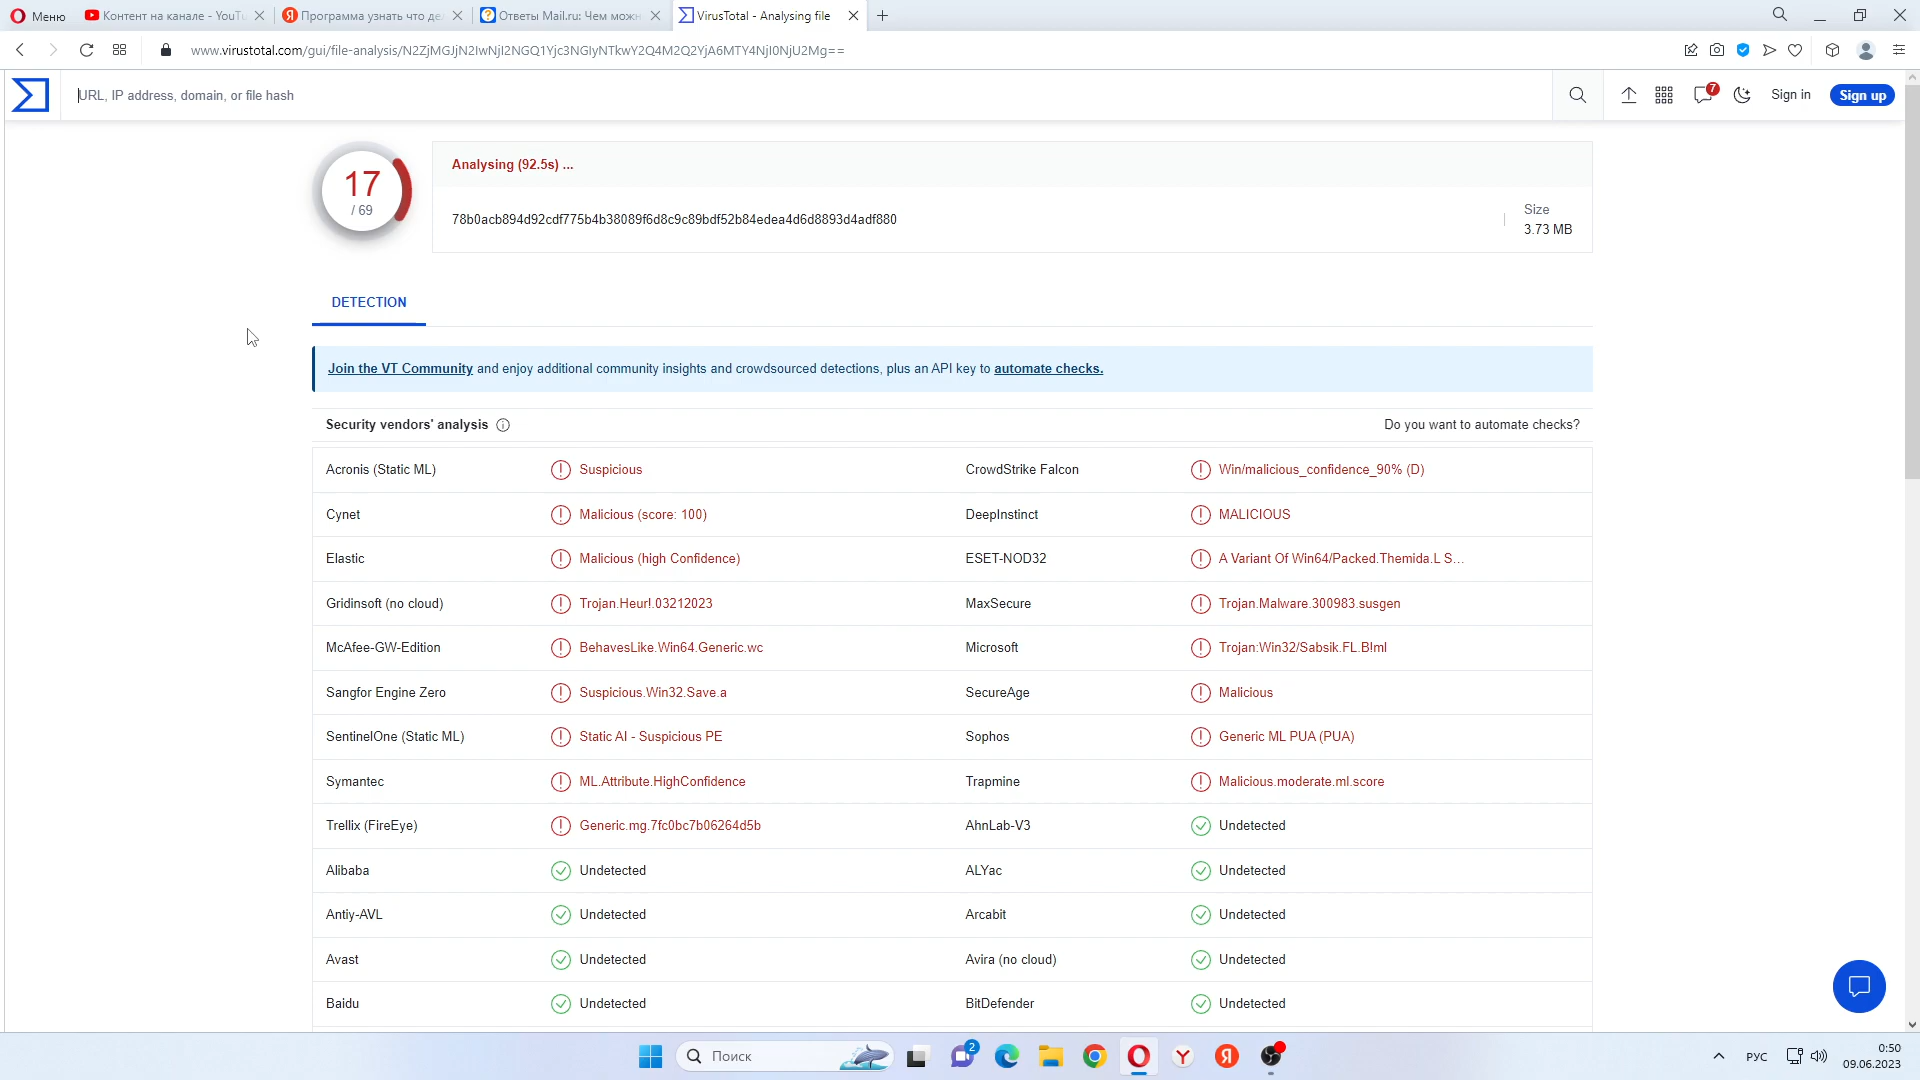 Меню
Контент на канале - YouTu
Программа узнать что де
Ответы Mail.ru: Чем можн
VirusTotal - Analysing file
www.virustotal.com/gui/file-analysis/N2ZjMGJjN2IwNjI2NGQ1Yjc3NGIyNTkwY2Q4M2Q2YjA6MTY4NjI0NjU2Mg==
URL, IP address, domain, or file hash
7
Sign in
Sign up
17
/ 69
Analysing (92.5s) ...
78b0acb894d92cdf775b4b38089f6d8c9c89bdf52b84edea4d6d8893d4adf880
Size
3.73 MB
DETECTION
Join the VT Community and enjoy additional community insights and crowdsourced detections, plus an API key to automate checks.
Security vendors' analysis
Do you want to automate checks?
Acronis (Static ML) Suspicious CrowdStrike Falcon Win/malicious_confidence_90% (D)
Cynet Malicious (score: 100) DeepInstinct MALICIOUS
Elastic Malicious (high Confidence) ESET-NOD32 A Variant Of Win64/Packed.Themida.L S...
Gridinsoft (no cloud) Trojan.Heur!.03212023 MaxSecure Trojan.Malware.300983.susgen
McAfee-GW-Edition BehavesLike.Win64.Generic.wc Microsoft Trojan:Win32/Sabsik.FL.B!ml
Sangfor Engine Zero Suspicious.Win32.Save.a SecureAge Malicious
SentinelOne (Static ML) Static AI - Suspicious PE Sophos Generic ML PUA (PUA)
Symantec ML.Attribute.HighConfidence Trapmine Malicious.moderate.ml.score
Trellix (FireEye) Generic.mg.7fc0bc7b06264d5b AhnLab-V3 Undetected
Alibaba Undetected ALYac Undetected
Antiy-AVL Undetected Arcabit Undetected
Avast Undetected Avira (no cloud) Undetected
Baidu Undetected BitDefender Undetected
Поиск
2
РУС
0:50
09.06.2023